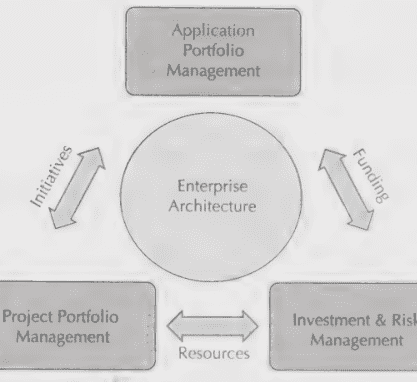 Application
Portfolio
Management
Initiatives
Funding
Enterprise
Architecture
Project Portfolio
Management
Investment & Risk
Management
Resources